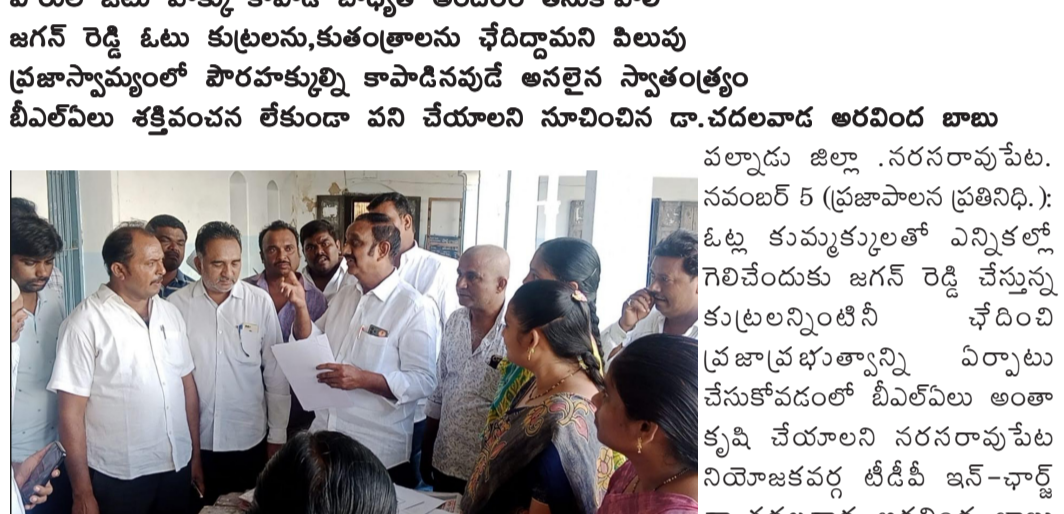 జగన్ రెడ్డి ఓటు కుట్రలను,కుతంత్రాలను ఛేదిద్దామని పిలువు
ప్రజాస్వామ్యంలో పౌరహక్కుల్ని కాపాడినవుడే అసలైన స్వాతంత్ర్యం
బీఎల్ఏలు శక్తివంచన లేకుండా పని చేయాలని సూచించిన డా.చదలవాడ అరవింద బాబు
పల్నాడు జిల్లా .నరసరావుపేట.
నవంబర్ 5 (ప్రజాపాలన ప్రతినిధి.):
ఓట్ల కుమ్మక్కులతో ఎన్నికల్లో
గెలిచేందుకు జగన్ రెడ్డి చేస్తున్న
కుట్రలన్నింటినీ ఛేదించి
ప్రజాప్రభుత్వాన్ని ఏర్పాటు
చేసుకోవడంలో బీఎల్ఏలు అంతా
కృషి చేయాలని నరసరావుపేట
నియోజకవర్గ టీడీపీ ఇన్-ఛార్జ్